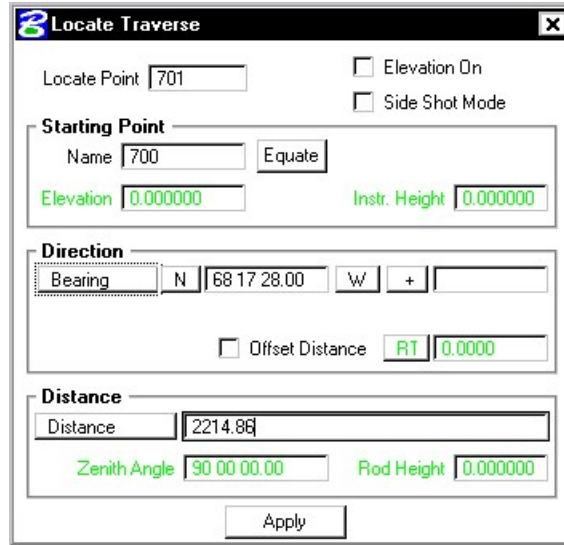 Locate Traverse
Locate Point 701
Elevation On
Side Shot Mode
Starting Point
Name 700 Equate
Elevation 0.000000 Instr. Height 0.000000
Direction
Bearing N 68 17 28.00 W +
Offset Distance RT 0.0000
Distance
Distance 2214.86
Zenith Angle 90 00 00.00 Rod Height 0.000000
Apply